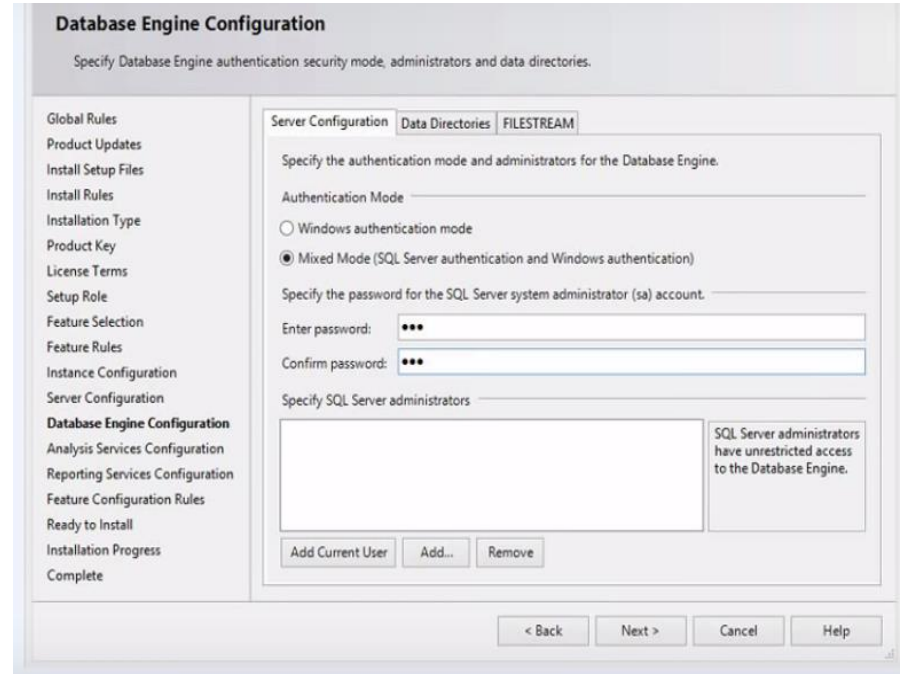 Database Engine Configuration
Specify Database Engine authentication security mode, administrators and data directories.
Global Rules
Product Updates
Install Setup Files
Install Rules
Installation Type
Product Key
License Terms
Setup Role
Feature Selection
Feature Rules
Instance Configuration
Server Configuration
Database Engine Configuration
Analysis Services Configuration
Reporting Services Configuration
Feature Configuration Rules
Ready to Install
Installation Progress
Complete
Server Configuration Data Directories FILESTREAM
Specify the authentication mode and administrators for the Database Engine.
Authentication Mode
Windows authentication mode
Mixed Mode (SQL Server authentication and Windows authentication)
Specify the password for the SQL Server system administrator (sa) account.
Enter password: •••
Confirm password: •••
Specify SQL Server administrators
SQL Server administrators
have unrestricted access
to the Database Engine.
Add Current User Add... Remove
< Back Next > Cancel Help